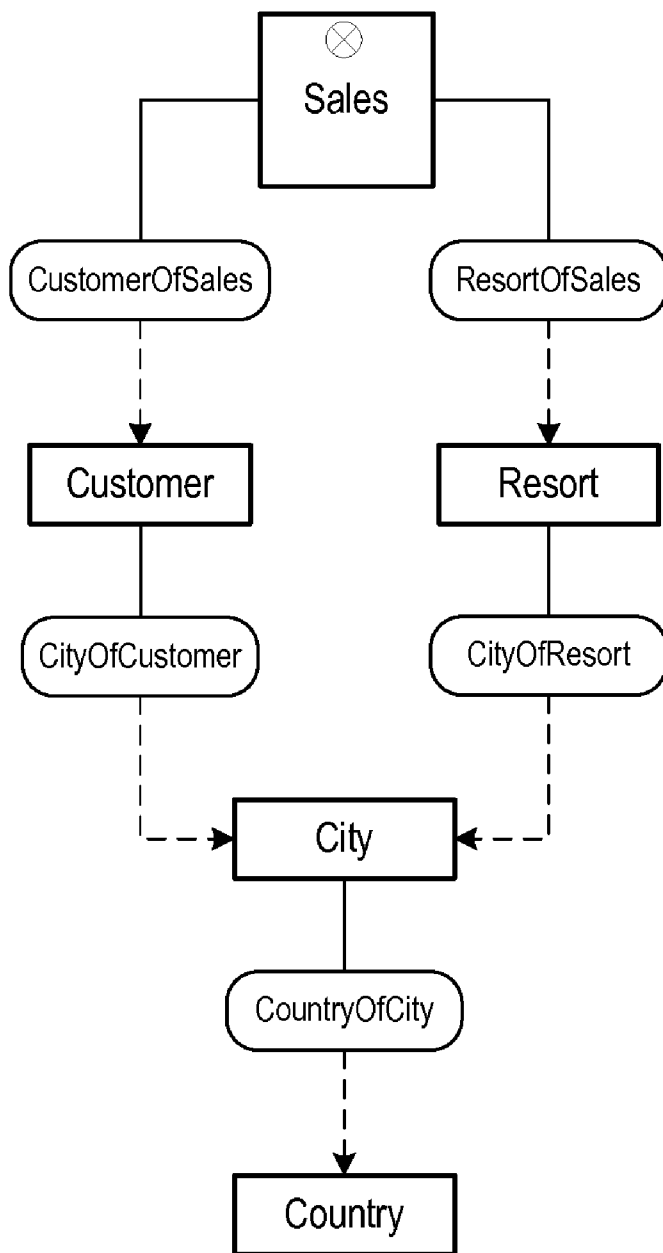 Sales
CustomerOfSales
ResortOfSales
Customer
Resort
CityOfCustomer
CityOfResort
City
CountryOfCity
Country